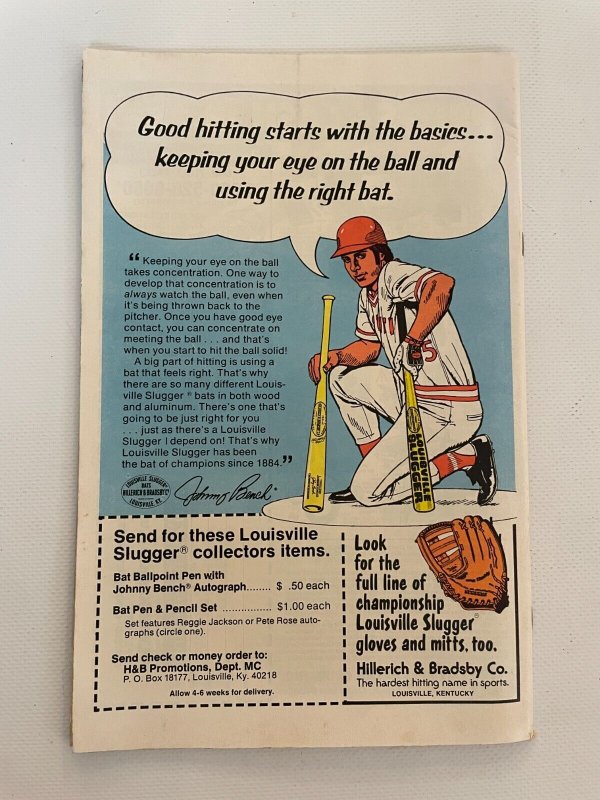 Good hitting starts with the basics...
keeping your eye on the ball and
using the right bat.
“Keeping your eye on the ball
takes concentration. One way to
develop that concentration is to
always watch the ball, even when
it's being thrown back to the
pitcher. Once you have good eye
contact, you can concentrate on
meeting the ball . . . and that's
when you start to hit the ball solid!
A big part of hitting is using a
bat that feels right. That's why
there are so many different Louis-
ville Slugger® bats in both wood
and aluminum. There's one that's
going to be just right for you
. . . just as there's a Louisville
Slugger I depend on! That's why
Louisville Slugger has been
the bat of champions since 1884.”
LOUISVILLE SLUGGER
BATS
HILLERICH & BRADSBY Co
LOUISVILLE, KY.
Johnny Bench
5
LOUISVILLE
SLUGGER
Send for these Louisville
Slugger® collectors items.
Bat Ballpoint Pen with
Johnny Bench® Autograph....... $ .50 each
Bat Pen & Pencil Set ................ $1.00 each
Set features Reggie Jackson or Pete Rose auto-
graphs (circle one).
Send check or money order to:
H&B Promotions, Dept. MC
P. O. Box 18177, Louisville, Ky. 40218
Allow 4-6 weeks for delivery.
Look
for the
full line of
championship
Louisville Slugger®
gloves and mitts, too.
Hillerich & Bradsby Co.
The hardest hitting name in sports.
LOUISVILLE, KENTUCKY